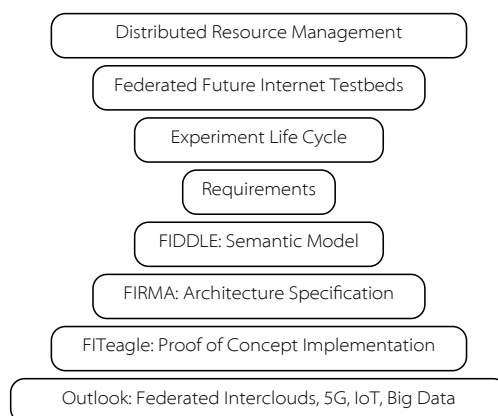 Distributed Resource Management
Federated Future Internet Testbeds
Experiment Life Cycle
Requirements
FIDDLE: Semantic Model
FIRMA: Architecture Specification
FITeagle: Proof of Concept Implementation
Outlook: Federated Interclouds, 5G, IoT, Big Data